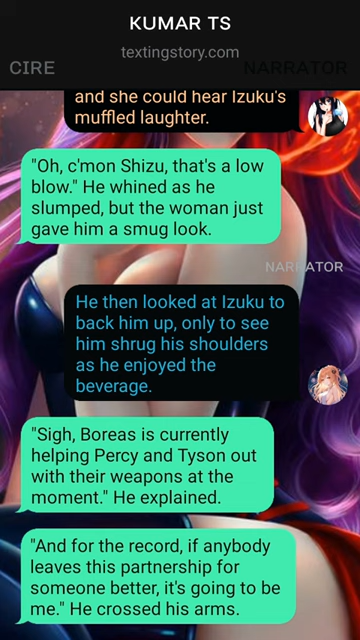 KUMAR TS
textingstory.com
CIRE
NARRATOR
and she could hear Izuku's
muffled laughter.
"Oh, c'mon Shizu, that's a low
blow." He whined as he
slumped, but the woman just
gave him a smug look.
NARRATOR
He then looked at Izuku to
back him up, only to see
him shrug his shoulders
as he enjoyed the
beverage.
"Sigh, Boreas is currently
helping Percy and Tyson out
with their weapons at the
moment." He explained.
"And for the record, if anybody
leaves this partnership for
someone better, it's going to be
me." He crossed his arms.